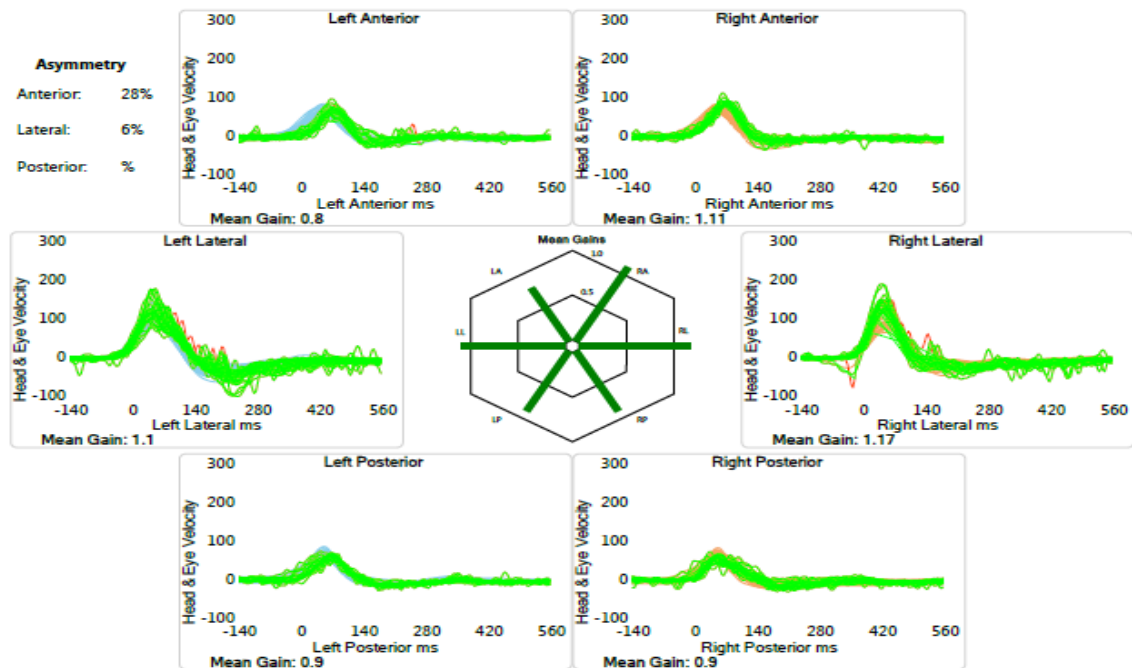 Asymmetry
Anterior: 28%
Lateral: 6%
Posterior: %
Left Anterior
Head & Eye Velocity
300
200
100
0
-100
-140 0 140 280 420 560
Left Anterior ms
Mean Gain: 0.8
Right Anterior
Head & Eye Velocity
300
200
100
0
-100
-140 0 140 280 420 560
Right Anterior ms
Mean Gain: 1.11
Left Lateral
Head & Eye Velocity
300
200
100
0
-100
-140 0 140 280 420 560
Left Lateral ms
Mean Gain: 1.1
Mean Gains
1.0
LA RA
0.5
LL RL
LP RP
Right Lateral
Head & Eye Velocity
300
200
100
0
-100
-140 0 140 280 420 560
Right Lateral ms
Mean Gain: 1.17
Left Posterior
Head & Eye Velocity
300
200
100
0
-100
-140 0 140 280 420 560
Left Posterior ms
Mean Gain: 0.9
Right Posterior
Head & Eye Velocity
300
200
100
0
-100
-140 0 140 280 420 560
Right Posterior ms
Mean Gain: 0.9